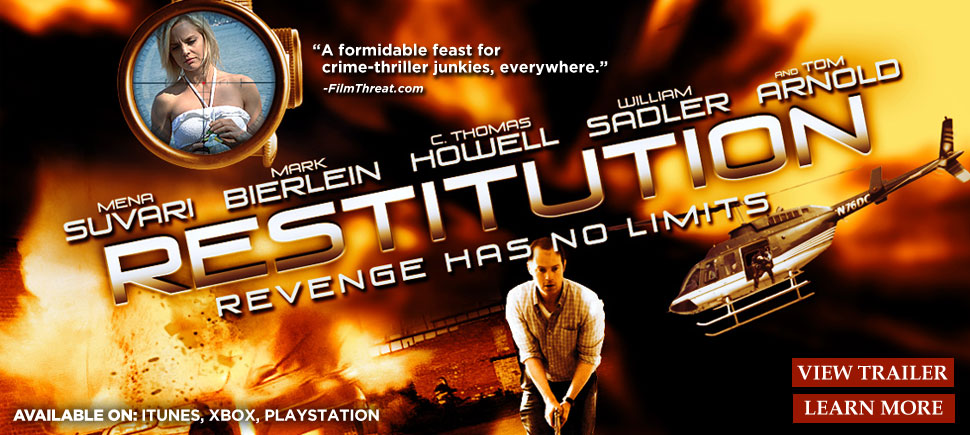 “A formidable feast for
crime-thriller junkies, everywhere.”
-FilmThreat.com
MENA SUVARI MARK BIERLEIN C. THOMAS HOWELL WILLIAM SADLER AND TOM ARNOLD
RESTITUTION
REVENGE HAS NO LIMITS
N76DC
VIEW TRAILER
LEARN MORE
AVAILABLE ON: ITUNES, XBOX, PLAYSTATION